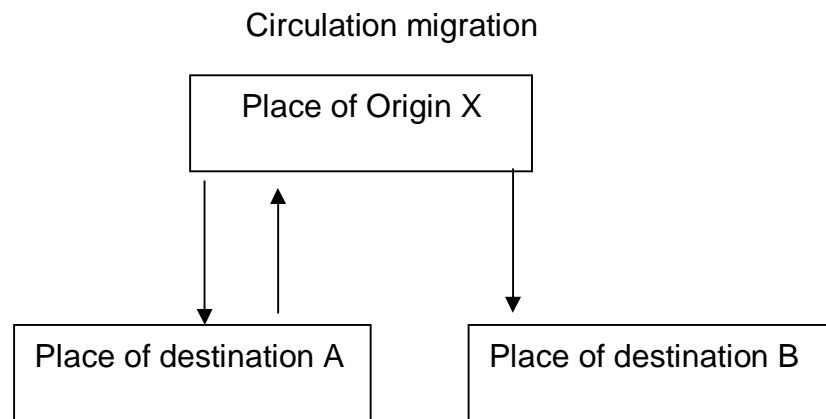 Circulation migration
Place of Origin X
Place of destination A
Place of destination B